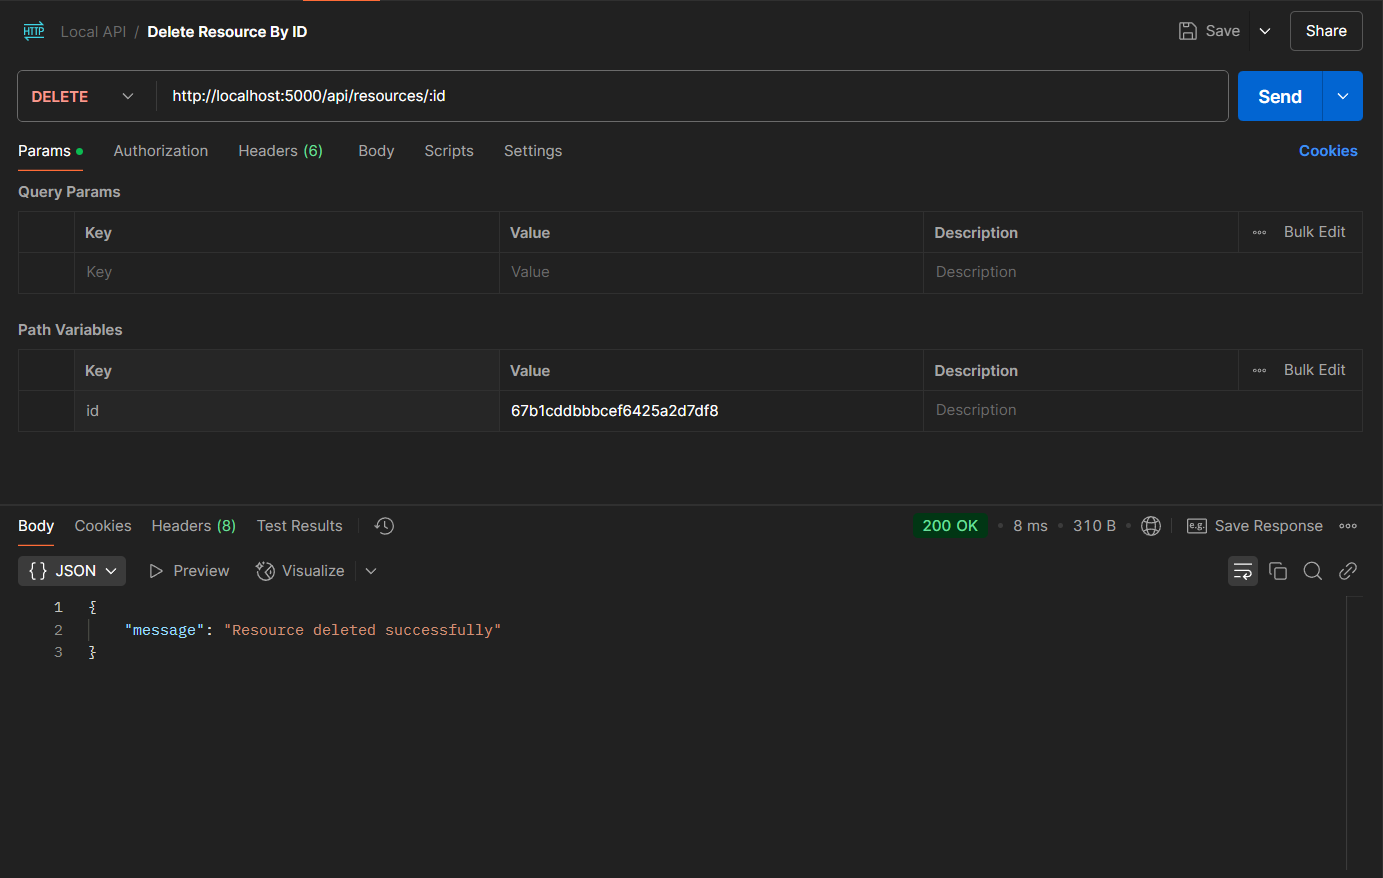 HTTP Local API / Delete Resource By ID Save Share
DELETE http://localhost:5000/api/resources/:id Send
Params Authorization Headers (6) Body Scripts Settings Cookies
Query Params
Key Value Description Bulk Edit
Key Value Description
Path Variables
Key Value Description Bulk Edit
id 67b1cddbbbcef6425a2d7df8 Description
Body Cookies Headers (8) Test Results 200 OK 8 ms 310 B e.g. Save Response
{} JSON Preview Visualize
1 {
2 "message": "Resource deleted successfully"
3 }